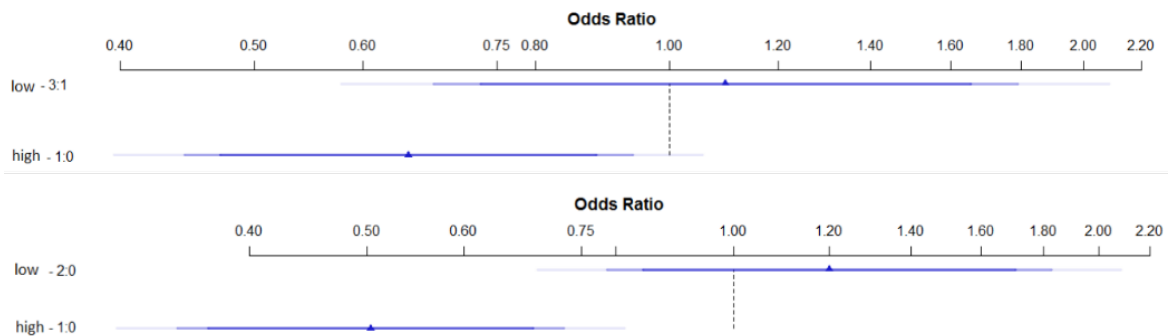 Odds Ratio
0.40 0.50 0.60 0.75 0.80 1.00 1.20 1.40 1.60 1.80 2.00 2.20
low - 3:1
high - 1:0
Odds Ratio
0.40 0.50 0.60 0.75 1.00 1.20 1.40 1.60 1.80 2.00 2.20
low - 2:0
high - 1:0